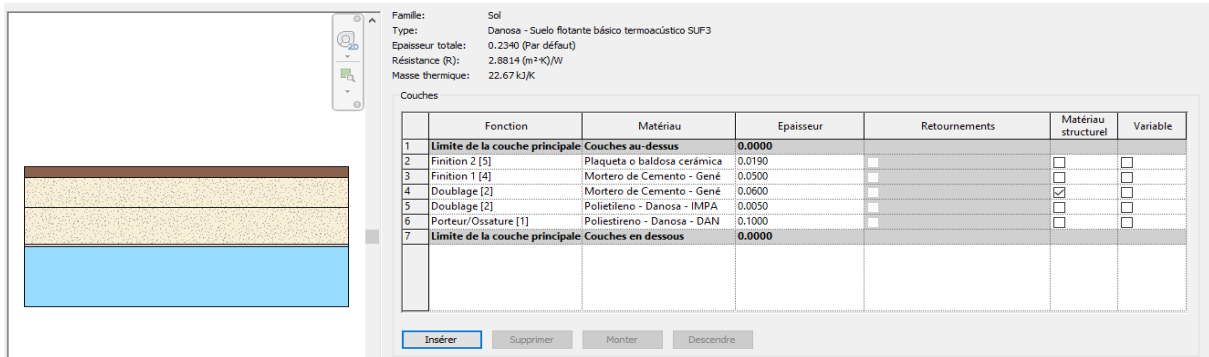 2D
Famille: Sol
Type: Danosa - Suelo flotante básico termoacústico SUF3
Epaisseur totale: 0.2340 (Par défaut)
Résistance (R): 2.8814 (m²·K)/W
Masse thermique: 22.67 kJ/K
Couches
Fonction Matériau Epaisseur Retournements Matériau structurel Variable
1 Limite de la couche principale Couches au-dessus 0.0000
2 Finition 2 [5] Plaqueta o baldosa cerámica 0.0190
3 Finition 1 [4] Mortero de Cemento - Gené 0.0500
4 Doublage [2] Mortero de Cemento - Gené 0.0600
5 Doublage [2] Polietileno - Danosa - IMPA 0.0050
6 Porteur/Ossature [1] Poliestireno - Danosa - DAN 0.1000
7 Limite de la couche principale Couches en dessous 0.0000
Insérer Supprimer Monter Descendre